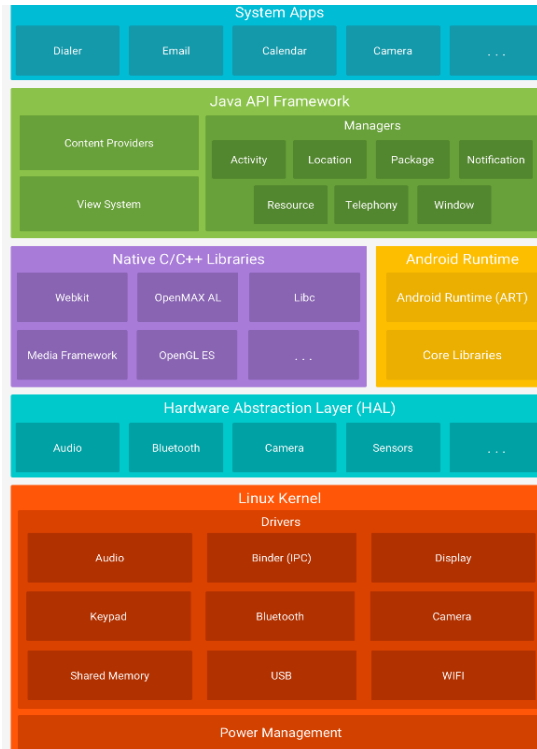 System Apps
Dialer
Email
Calendar
Camera
. . .
Java API Framework
Content Providers
View System
Managers
Activity
Location
Package
Notification
Resource
Telephony
Window
Native C/C++ Libraries
Webkit
OpenMAX AL
Libc
Media Framework
OpenGL ES
. . .
Android Runtime
Android Runtime (ART)
Core Libraries
Hardware Abstraction Layer (HAL)
Audio
Bluetooth
Camera
Sensors
. . .
Linux Kernel
Drivers
Audio
Binder (IPC)
Display
Keypad
Bluetooth
Camera
Shared Memory
USB
WIFI
Power Management